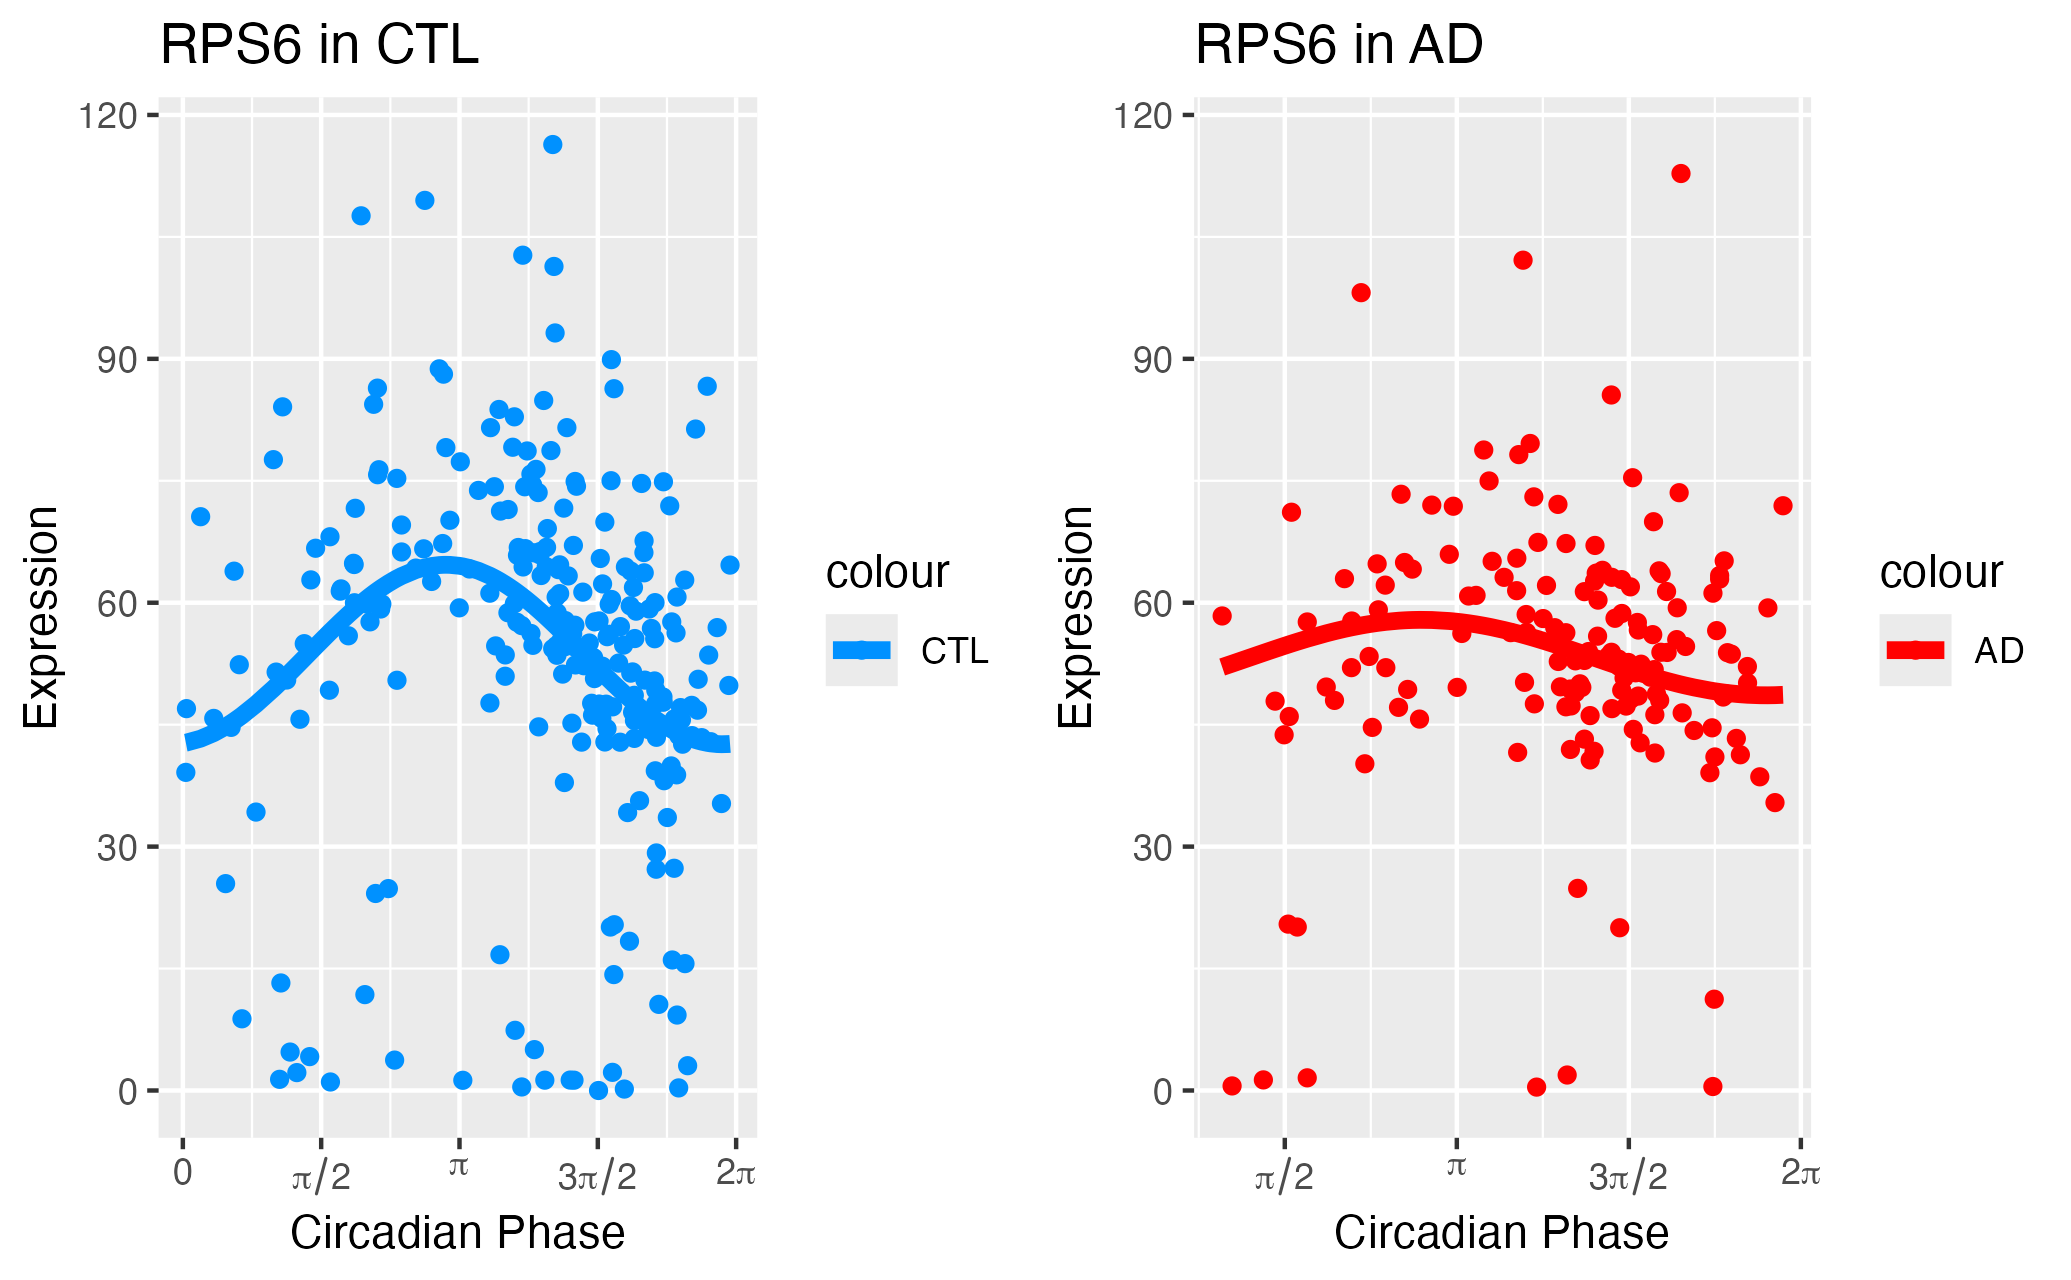 RPS6 in CTL
120
90
60
30
0
Expression
0 π/2 π 3π/2 2π
Circadian Phase
colour
CTL
RPS6 in AD
120
90
60
30
0
Expression
π/2 π 3π/2 2π
Circadian Phase
colour
AD